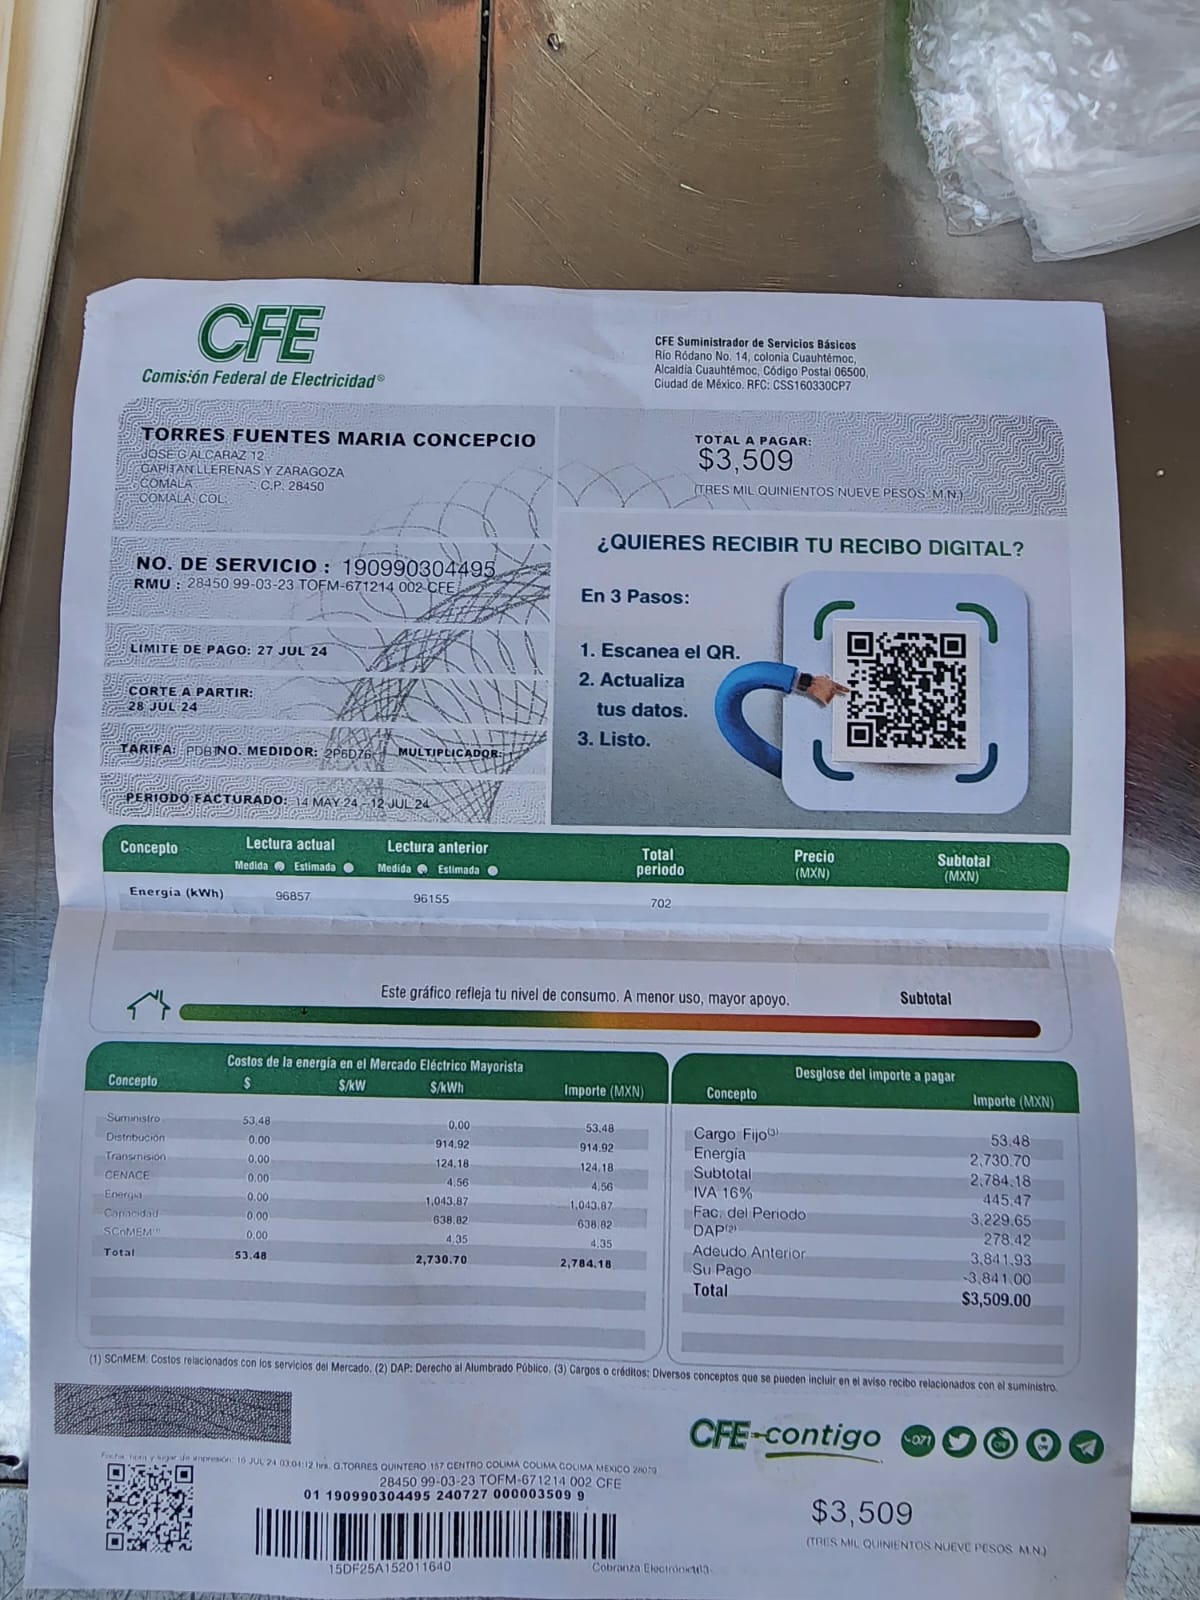 CFE
Comisión Federal de Electricidad®
CFE Suministrador de Servicios Básicos
Río Ródano No. 14, colonia Cuauhtémoc,
Alcaldía Cuauhtémoc, Código Postal 06500,
Ciudad de México. RFC: CSS160330CP7
TORRES FUENTES MARIA CONCEPCIO
JOSE G ALCARAZ 12
CAPITAN LLERENAS Y ZARAGOZA
COMALA C.P. 28450
COMALA, COL.
TOTAL A PAGAR:
$3,509
(TRES MIL QUINIENTOS NUEVE PESOS M.N.)
NO. DE SERVICIO : 190990304495
RMU : 28450 99-03-23 TOFM-671214 002 CFE
LIMITE DE PAGO: 27 JUL 24
CORTE A PARTIR:
28 JUL 24
TARIFA: PDB1 NO. MEDIDOR: MULTIPLICADOR:
PERIODO FACTURADO: 14 MAY 24 - 12 JUL 24
¿QUIERES RECIBIR TU RECIBO DIGITAL?
En 3 Pasos:
1. Escanea el QR.
2. Actualiza
tus datos.
3. Listo.
Concepto Lectura actual Lectura anterior Total periodo Precio (MXN) Subtotal (MXN)
Medida Estimada Medida Estimada
Energía (kWh) 96857 96155 702
Este gráfico refleja tu nivel de consumo. A menor uso, mayor apoyo. Subtotal
Costos de la energía en el Mercado Eléctrico Mayorista
Concepto $ $/kW $/kWh Importe (MXN)
Suministro 53.48 0.00 53.48
Distribución 0.00 914.92 914.92
Transmisión 0.00 124.18 124.18
CENACE 0.00 4.56 4.56
Energía 0.00 1,043.87 1,043.87
Capacidad 0.00 638.82 638.82
SCnMEM(1) 0.00 4.35 4.35
Total 53.48 2,730.70 2,784.18
Desglose del importe a pagar
Concepto Importe (MXN)
Cargo Fijo(3) 53.48
Energía 2,730.70
Subtotal 2,784.18
IVA 16% 445.47
Fac. del Periodo 3,229.65
DAP(2) 278.42
Adeudo Anterior 3,841.93
Su Pago -3,841.00
Total $3,509.00
(1) SCnMEM: Costos relacionados con los servicios del Mercado. (2) DAP: Derecho al Alumbrado Público. (3) Cargos o créditos: Diversos conceptos que se pueden incluir en el aviso recibo relacionados con el suministro.
CFE contigo
071
Fecha, hora y lugar de impresión: 16 JUL 24 03:04:12 hrs. G.TORRES QUINTERO 157 CENTRO COLIMA COLIMA COLIMA MEXICO
28450 99-03-23 TOFM-671214 002 CFE
01 190990304495 240727 000003509 9
15DF25A152011640
$3,509
(TRES MIL QUINIENTOS NUEVE PESOS M.N.)